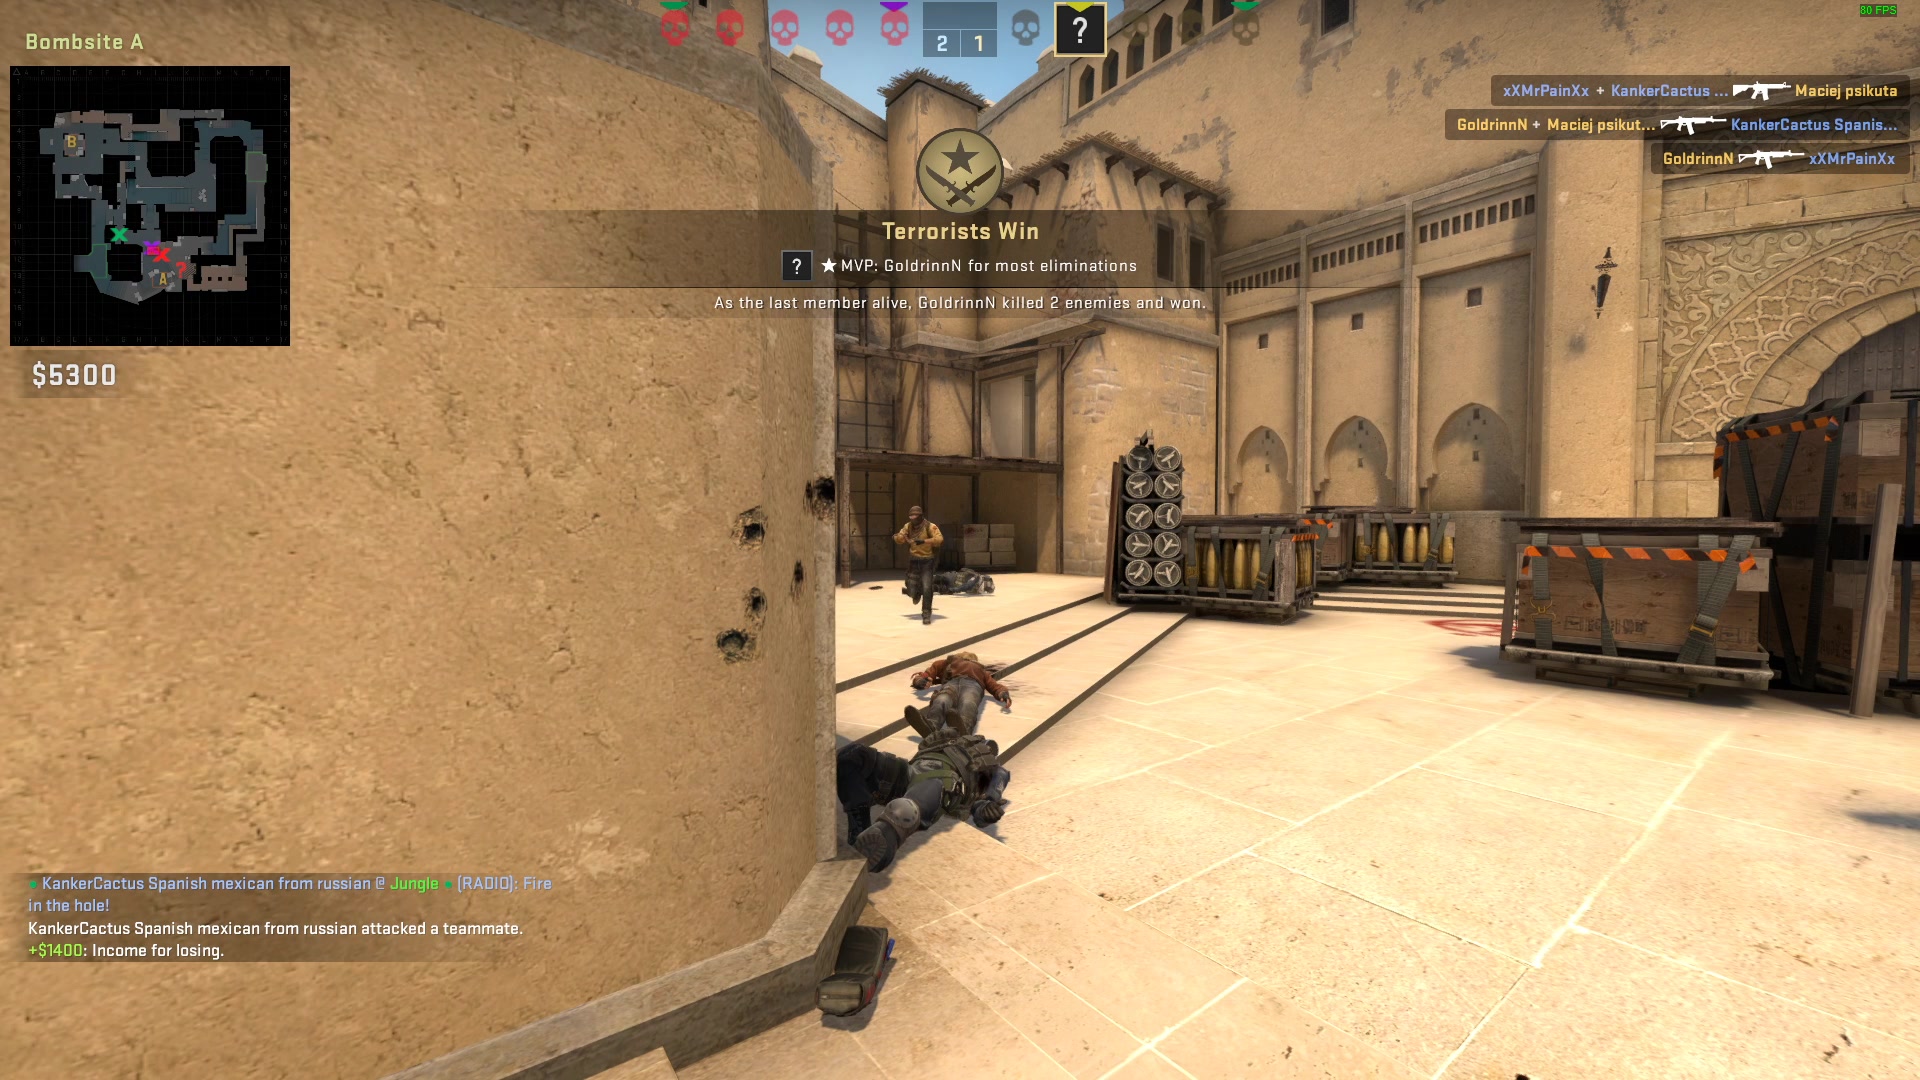 80 FPS
Bombsite A
2 1
?
B
A
?
$5300
xXMrPainXx + KankerCactus ... Maciej psikuta
GoldrinnN + Maciej psikut... KankerCactus Spanis...
GoldrinnN xXMrPainXx
Terrorists Win
? ★ MVP: GoldrinnN for most eliminations
As the last member alive, GoldrinnN killed 2 enemies and won.
KankerCactus Spanish mexican from russian @ Jungle (RADIO): Fire
in the hole!
KankerCactus Spanish mexican from russian attacked a teammate.
+$1400: Income for losing.